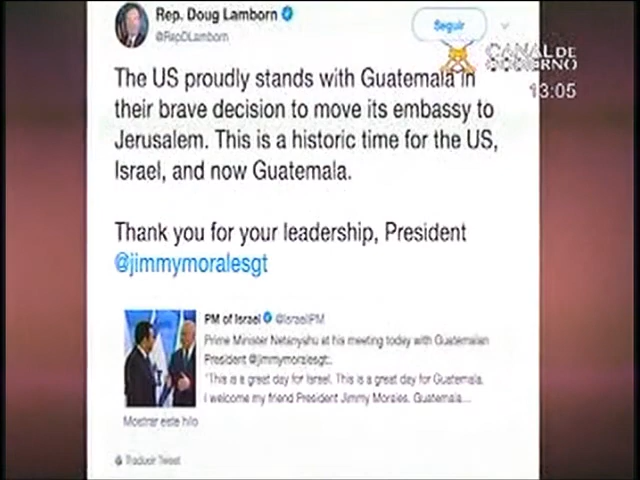 Rep. Doug Lamborn
@RepDLamborn
Seguir
CANAL DE
GOBIERNO
13:05
The US proudly stands with Guatemala in
their brave decision to move its embassy to
Jerusalem. This is a historic time for the US,
Israel, and now Guatemala.
Thank you for your leadership, President
@jimmymoralesgt
PM of Israel @IsraeliPM
Prime Minister Netanyahu at his meeting today with Guatemalan
President @jimmymoralesgt:
"This is a great day for Israel. This is a great day for Guatemala.
I welcome my friend President Jimmy Morales, Guatemala...
Mostrar este hilo
Traducir Tweet